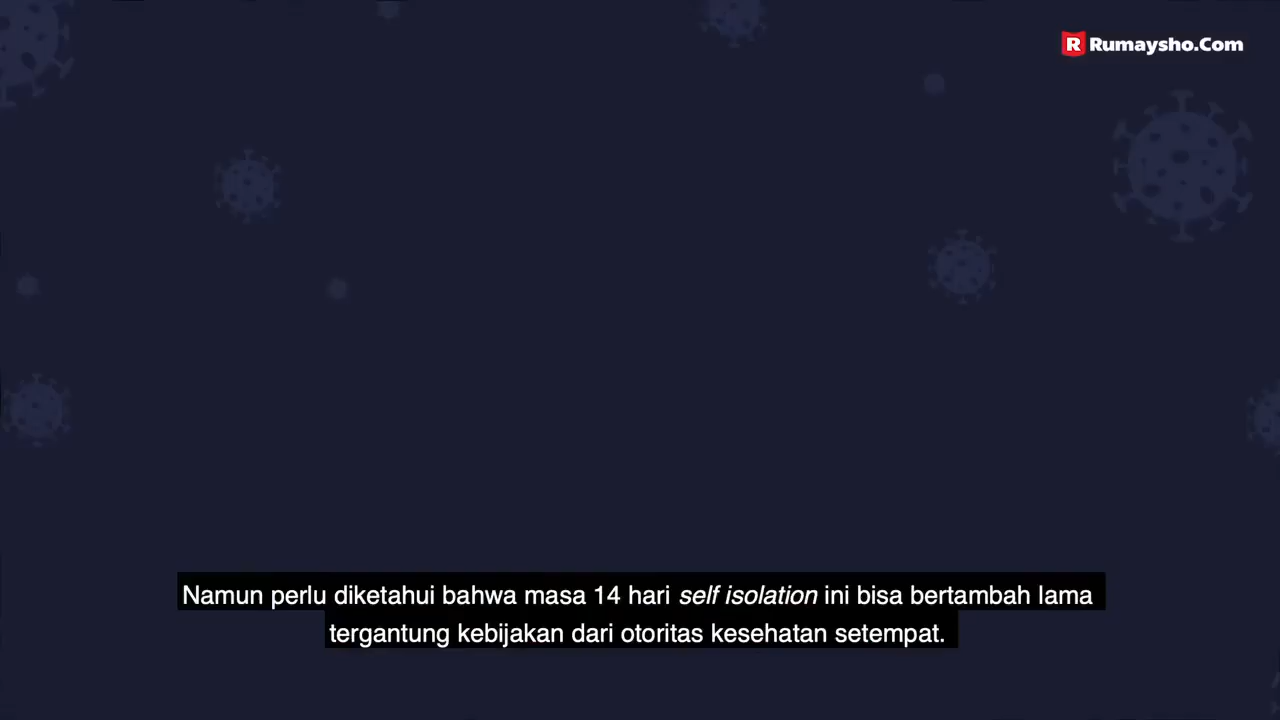 R Rumaysho.Com
Namun perlu diketahui bahwa masa 14 hari self isolation ini bisa bertambah lama
tergantung kebijakan dari otoritas kesehatan setempat.